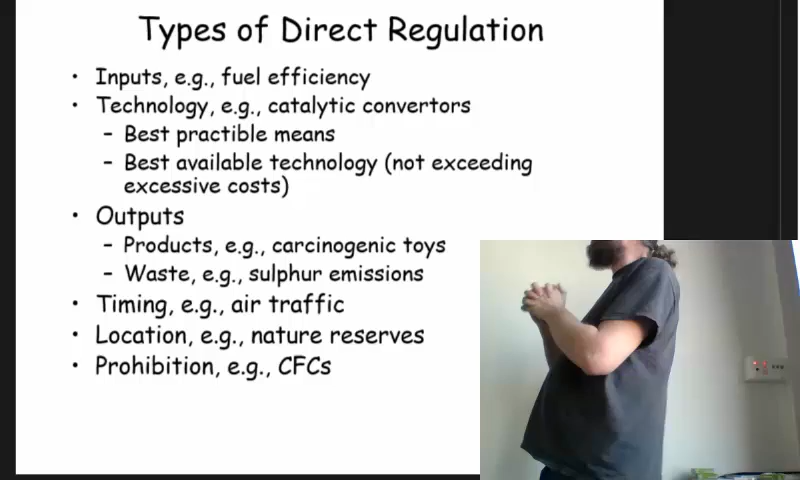 Types of Direct Regulation
• Inputs, e.g., fuel efficiency
• Technology, e.g., catalytic convertors
– Best practible means
– Best available technology (not exceeding
excessive costs)
• Outputs
– Products, e.g., carcinogenic toys
– Waste, e.g., sulphur emissions
• Timing, e.g., air traffic
• Location, e.g., nature reserves
• Prohibition, e.g., CFCs